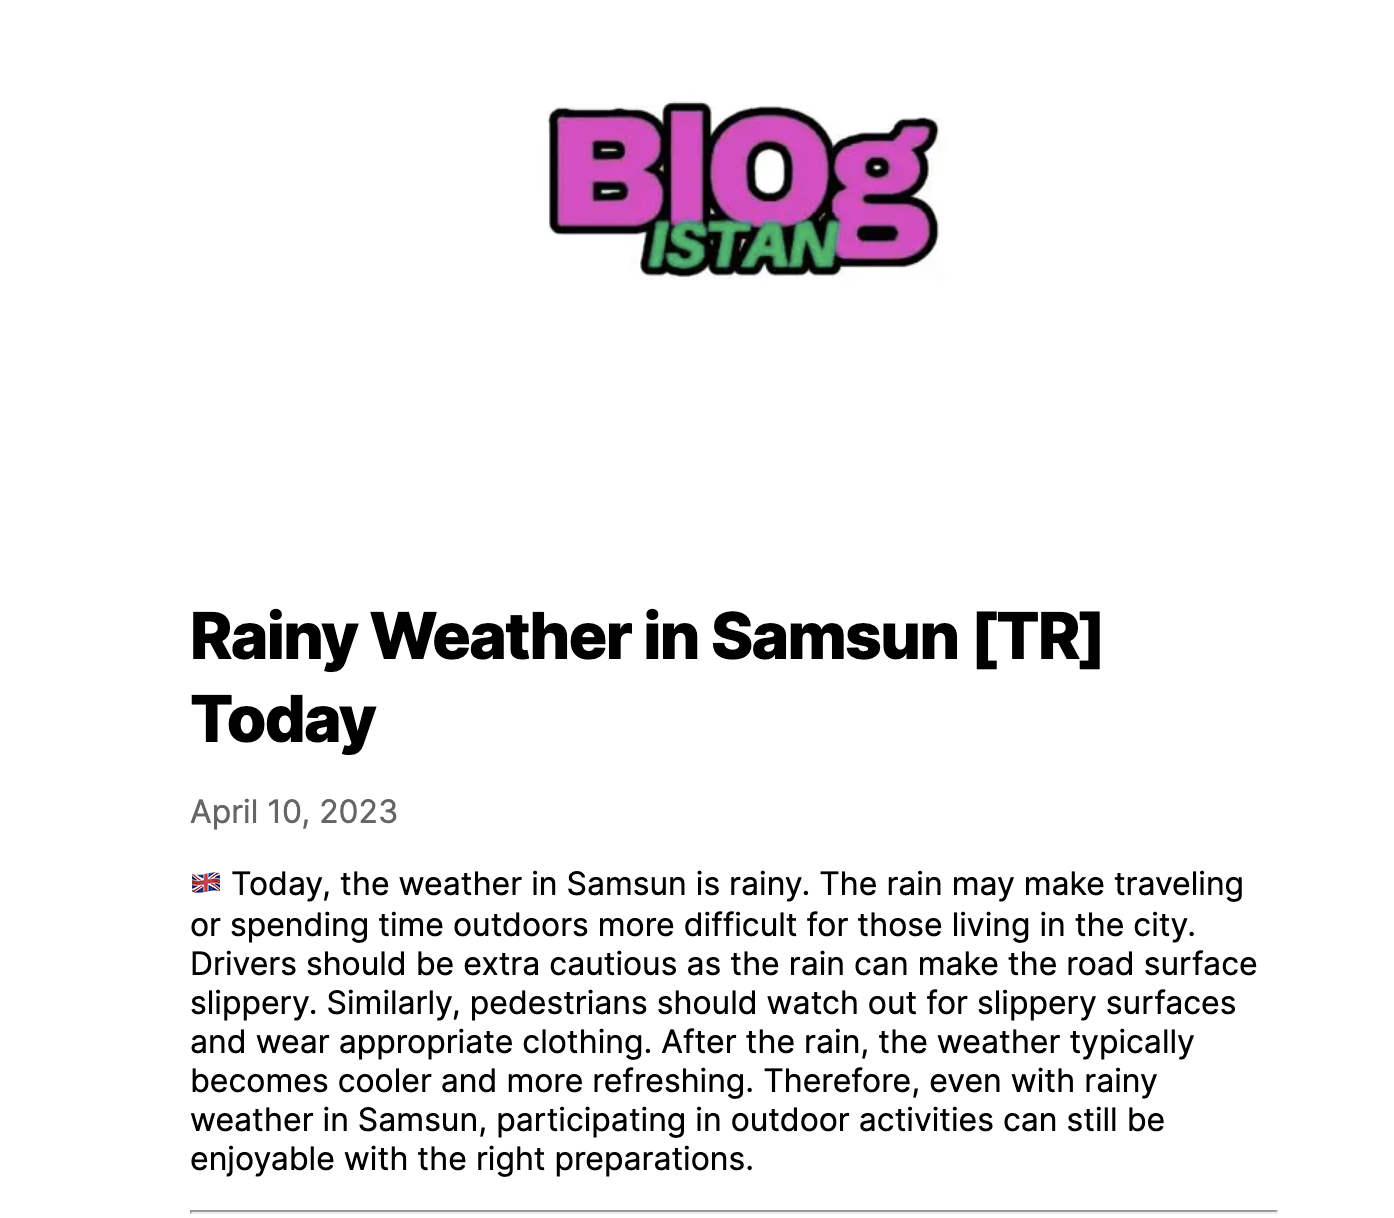 BlOg
ISTAN
Rainy Weather in Samsun [TR]
Today
April 10, 2023
🇬🇧 Today, the weather in Samsun is rainy. The rain may make traveling
or spending time outdoors more difficult for those living in the city.
Drivers should be extra cautious as the rain can make the road surface
slippery. Similarly, pedestrians should watch out for slippery surfaces
and wear appropriate clothing. After the rain, the weather typically
becomes cooler and more refreshing. Therefore, even with rainy
weather in Samsun, participating in outdoor activities can still be
enjoyable with the right preparations.